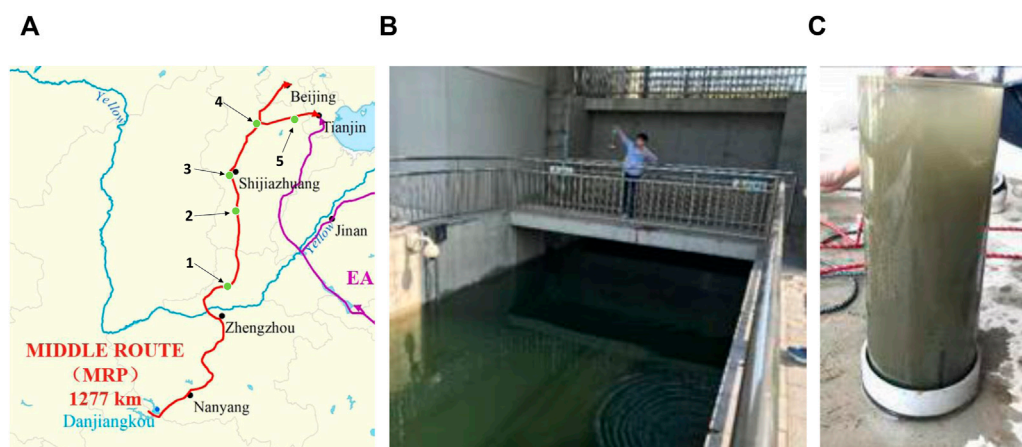 A
B
C
Yellow
4
Beijing
Tianjin
5
3
Shijiazhuang
2
Jinan
Yellow
1
EA
Zhengzhou
MIDDLE ROUTE
（MRP）
1277 km
Nanyang
Danjiangkou